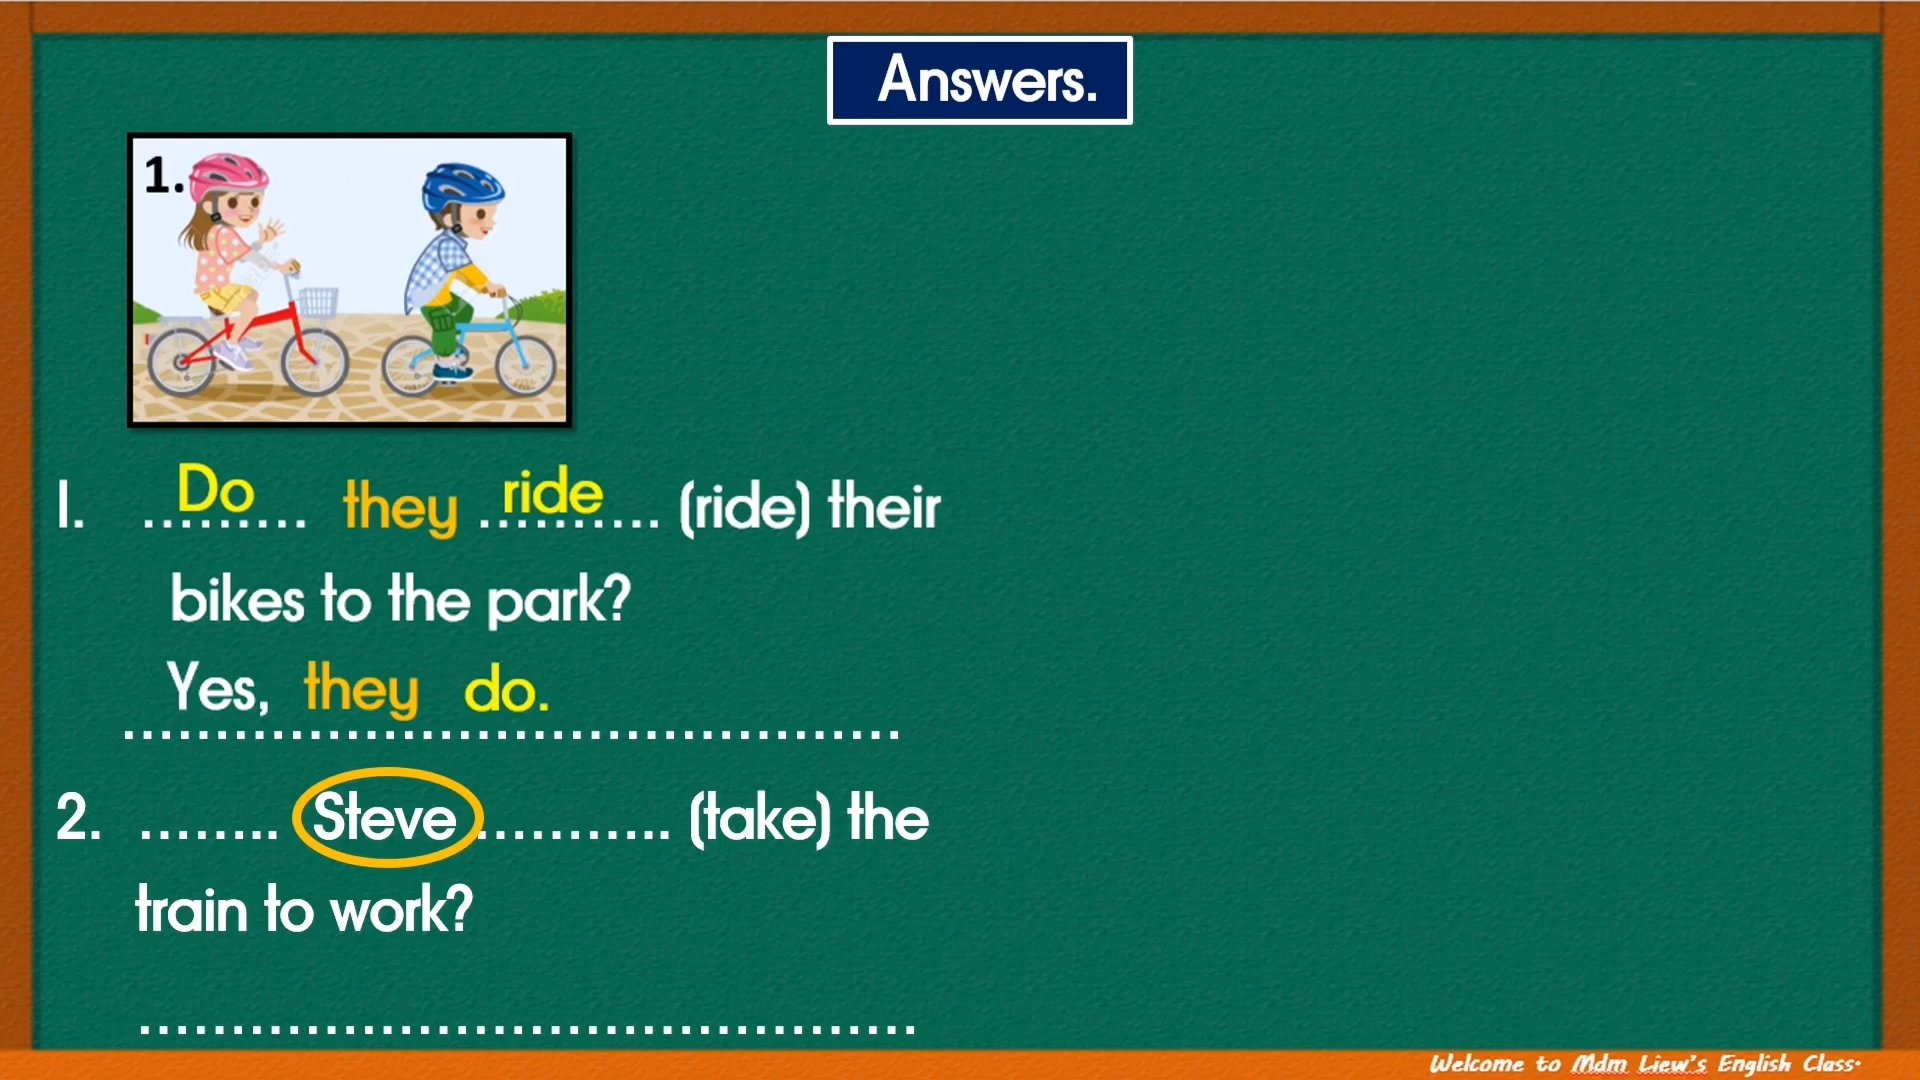 Answers.
1.
1. ......... Do they .......... ride (ride) their
bikes to the park?
Yes, they do.
..........................................
2. ........ Steve ........... (take) the
train to work?
..........................................
Welcome to Mdm Liew's English Class.